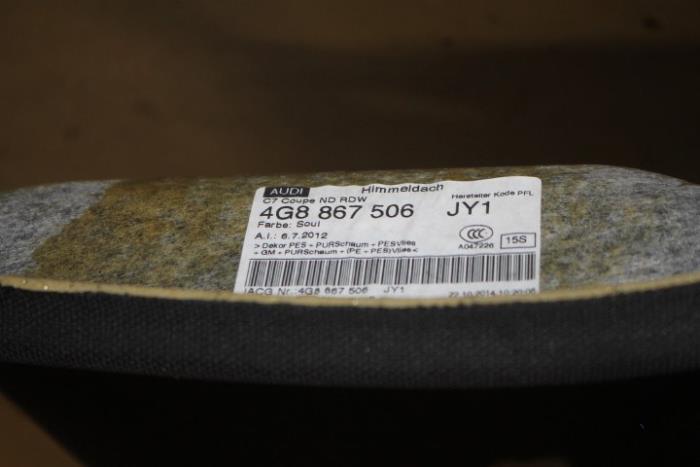 AUDI Himmeldach
C7 Coupe ND RDW Hersteller Kode PFL
4G8 867 506 JY1
Farbe: Soul
A.I.: 6.7.2012
> Dekor PES + PURSchaum + PESVlies
+ GM + PURSchaum + (PE + PES)Vlies <
CCC
A047226
15S
IACG Nr.: 4G8 867 506 JY1 22.10.2014 10:20:06